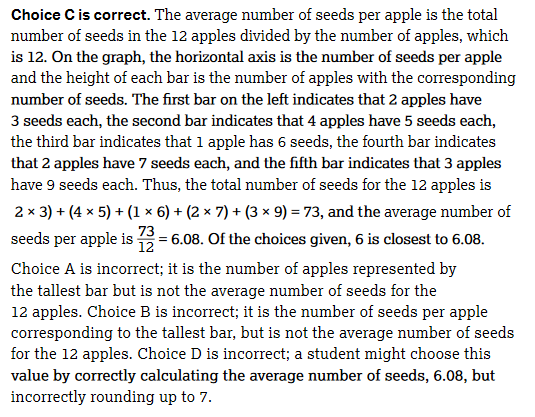 Choice C is correct. The average number of seeds per apple is the total
number of seeds in the 12 apples divided by the number of apples, which
is 12. On the graph, the horizontal axis is the number of seeds per apple
and the height of each bar is the number of apples with the corresponding
number of seeds. The first bar on the left indicates that 2 apples have
3 seeds each, the second bar indicates that 4 apples have 5 seeds each,
the third bar indicates that 1 apple has 6 seeds, the fourth bar indicates
that 2 apples have 7 seeds each, and the fifth bar indicates that 3 apples
have 9 seeds each. Thus, the total number of seeds for the 12 apples is
2 × 3) + (4 × 5) + (1 × 6) + (2 × 7) + (3 × 9) = 73, and the average number of
seeds per apple is 73/12 = 6.08. Of the choices given, 6 is closest to 6.08.
Choice A is incorrect; it is the number of apples represented by
the tallest bar but is not the average number of seeds for the
12 apples. Choice B is incorrect; it is the number of seeds per apple
corresponding to the tallest bar, but is not the average number of seeds
for the 12 apples. Choice D is incorrect; a student might choose this
value by correctly calculating the average number of seeds, 6.08, but
incorrectly rounding up to 7.